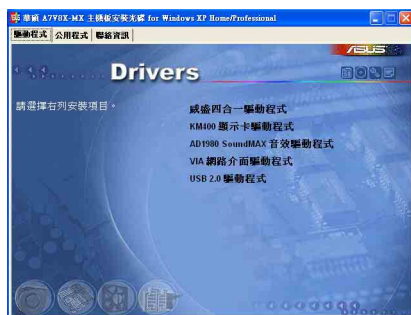 華碩 A7V8X-MX 主機板安裝光碟 for Windows XP Home/Professional
驅動程式 公用程式 聯絡資訊
ASUS
Drivers
請選擇右列安裝項目。
威盛四合一驅動程式
KM400 顯示卡驅動程式
AD1980 SoundMAX 音效驅動程式
VIA 網路介面驅動程式
USB 2.0 驅動程式